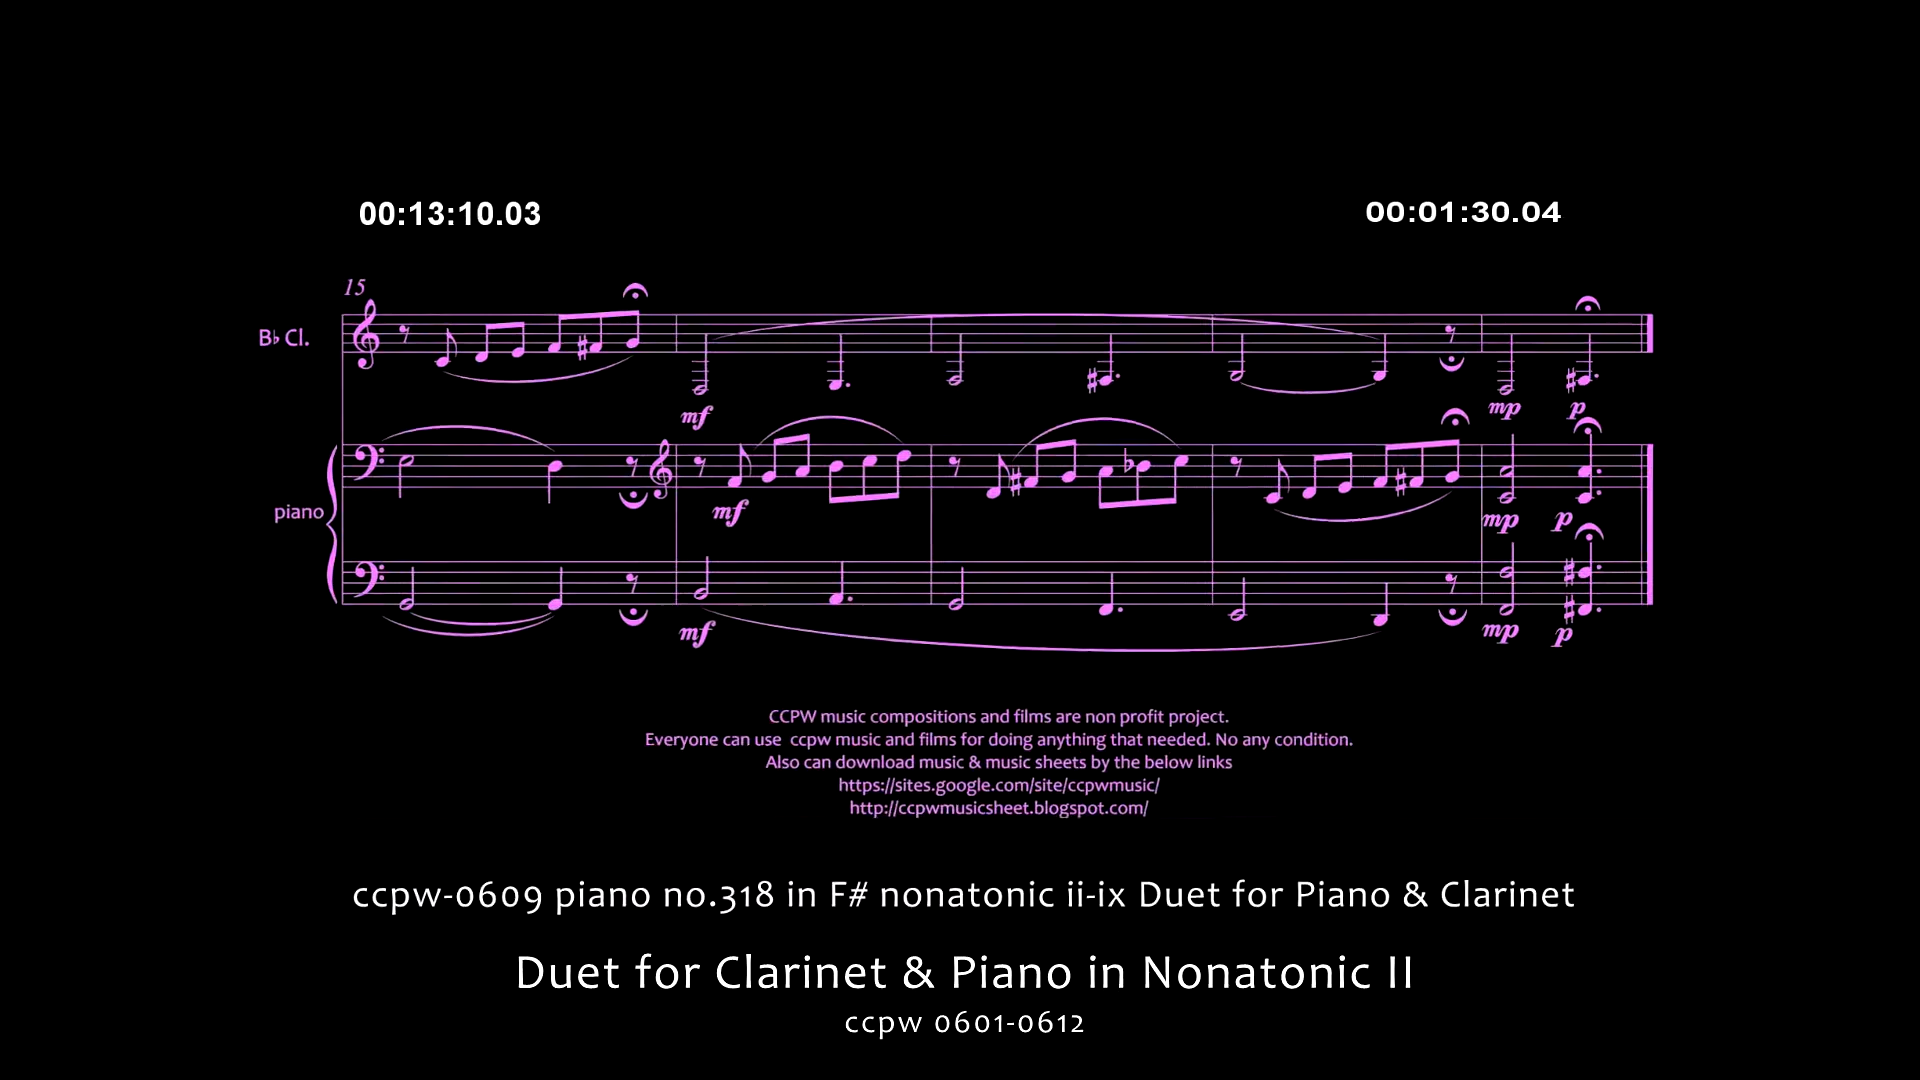 00:13:10.03
00:01:30.04
15
B♭ Cl.
mf
mp
p
piano
mf
mp
p
mf
mp
p
CCPW music compositions and films are non profit project.
Everyone can use ccpw music and films for doing anything that needed. No any condition.
Also can download music & music sheets by the below links
https://sites.google.com/site/ccpwmusic/
http://ccpwmusicsheet.blogspot.com/
ccpw-0609 piano no.318 in F# nonatonic ii-ix Duet for Piano & Clarinet
Duet for Clarinet & Piano in Nonatonic II
ccpw 0601-0612